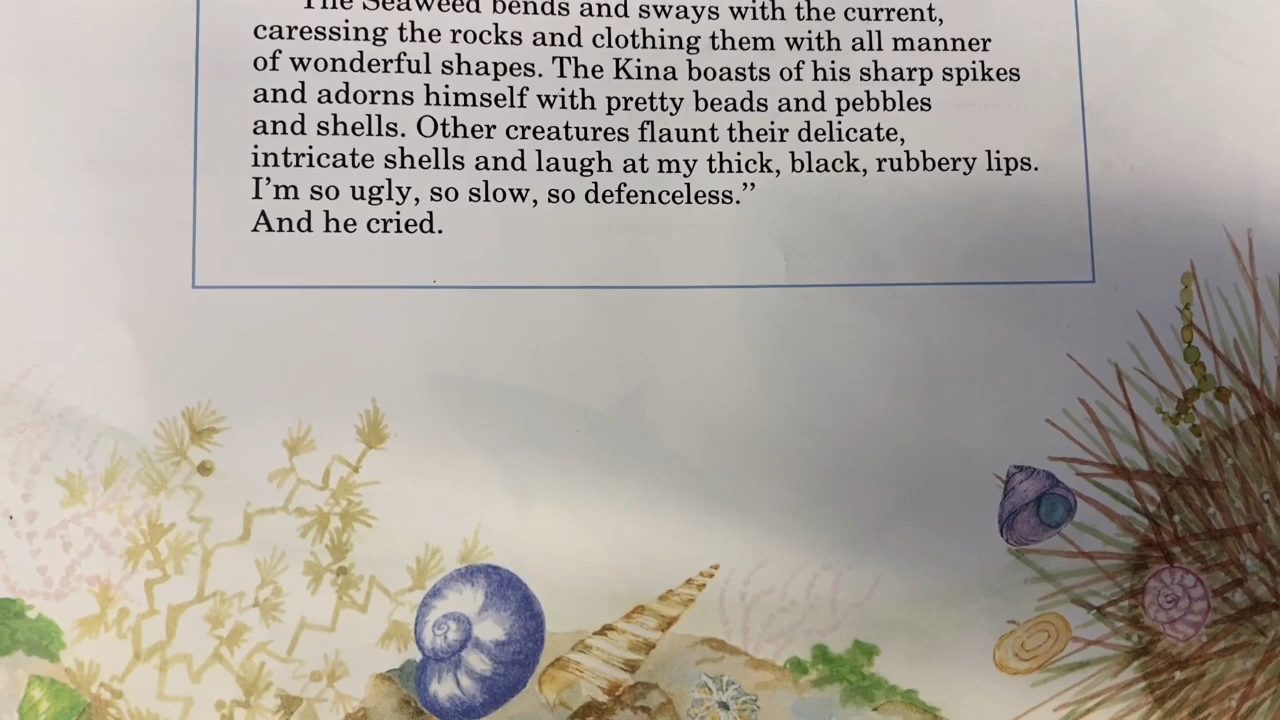 The Seaweed bends and sways with the current,
caressing the rocks and clothing them with all manner
of wonderful shapes. The Kina boasts of his sharp spikes
and adorns himself with pretty beads and pebbles
and shells. Other creatures flaunt their delicate,
intricate shells and laugh at my thick, black, rubbery lips.
I’m so ugly, so slow, so defenceless.”
And he cried.